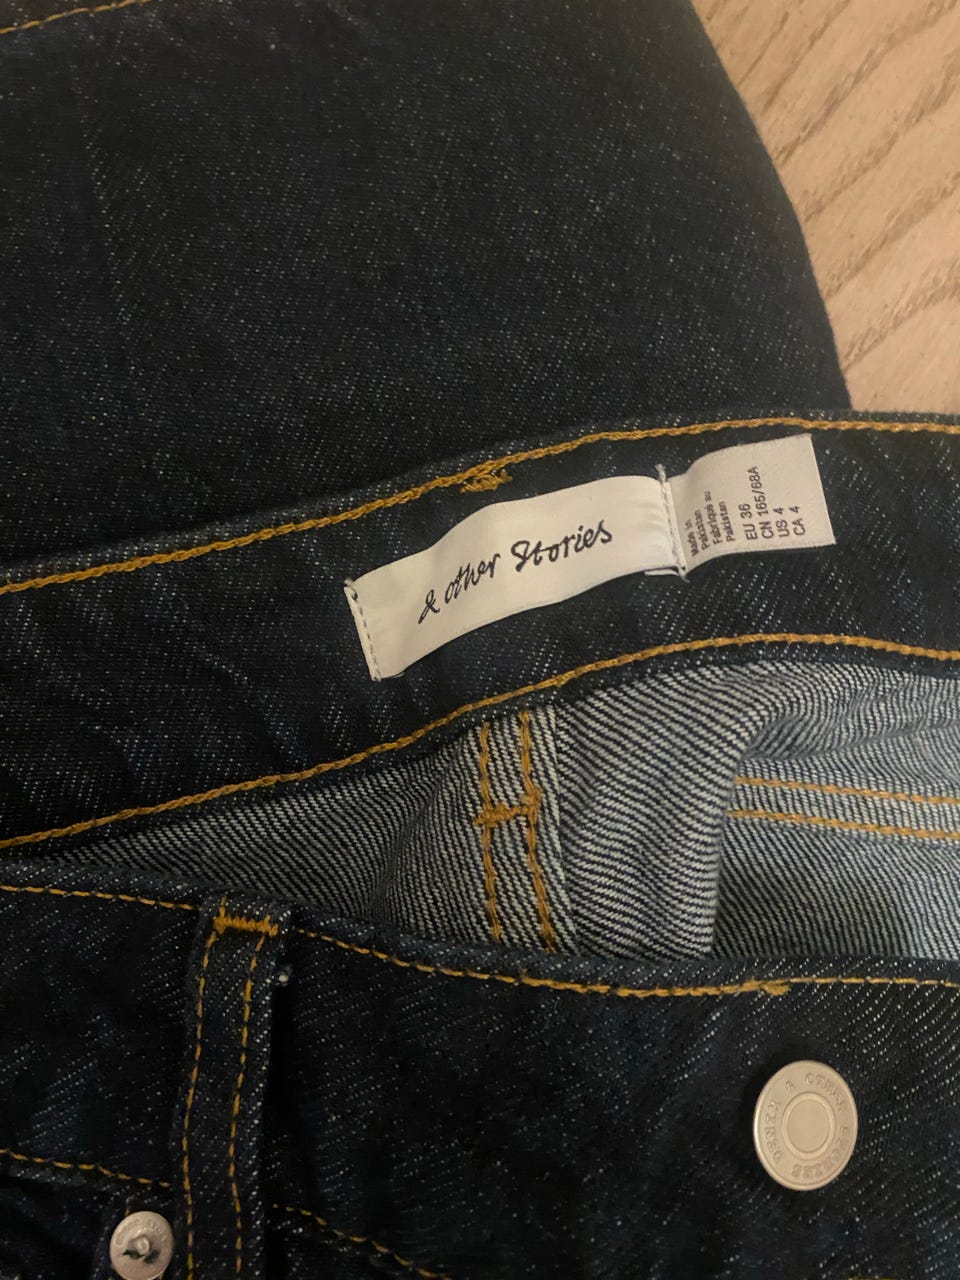 & other Stories
Made in
Pakistan
Fabriqué au
Pakistan
EU 36
CN 165/68A
US 4
CA 4
& OTHER STORIES DENIM